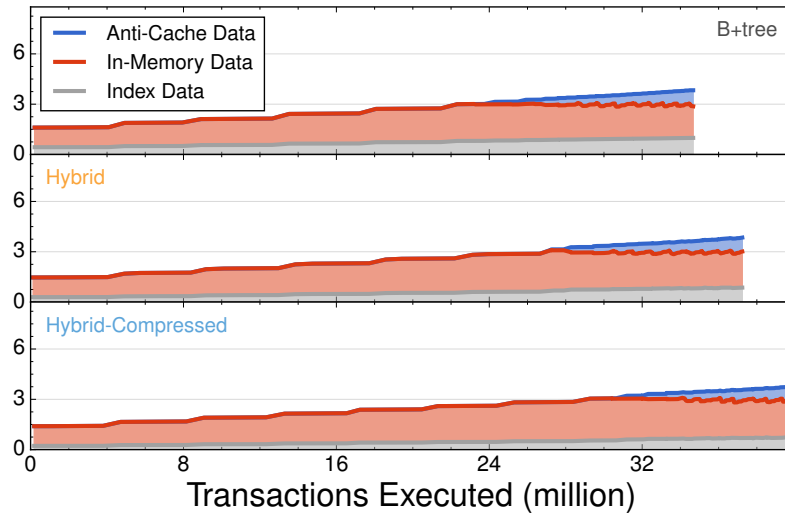 Anti-Cache Data
In-Memory Data
Index Data
B+tree
6
3
0
Hybrid
6
3
0
Hybrid-Compressed
6
3
0
0 8 16 24 32
Transactions Executed (million)